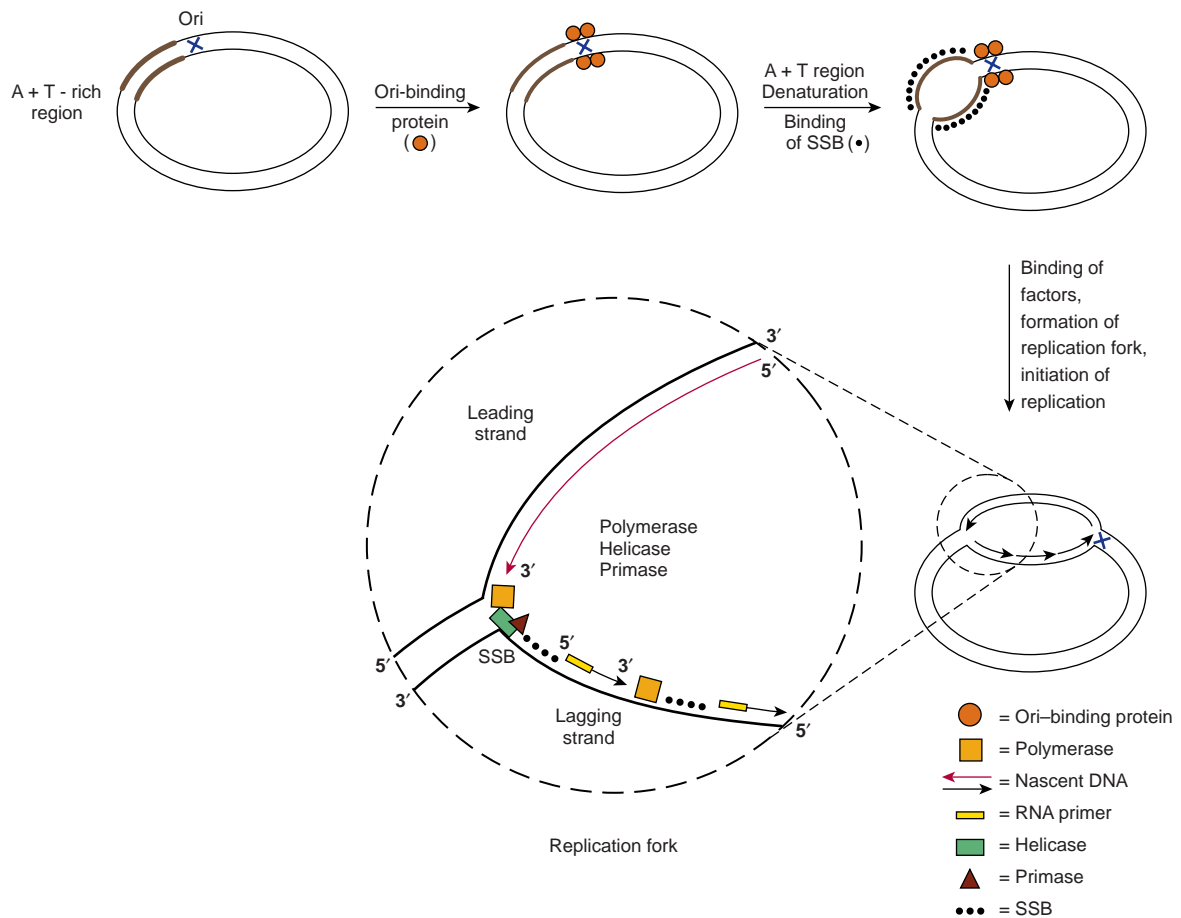 Ori
A + T - rich
region
Ori-binding
protein
( )
A + T region
Denaturation
Binding
of SSB ( • )
Binding of
factors,
formation of
replication fork,
initiation of
replication
3′
5′
Leading
strand
Polymerase
Helicase
Primase
3′
5′
3′
SSB
5′
3′
Lagging
strand
5′
Replication fork
= Ori–binding protein
= Polymerase
= Nascent DNA
= RNA primer
= Helicase
= Primase
= SSB